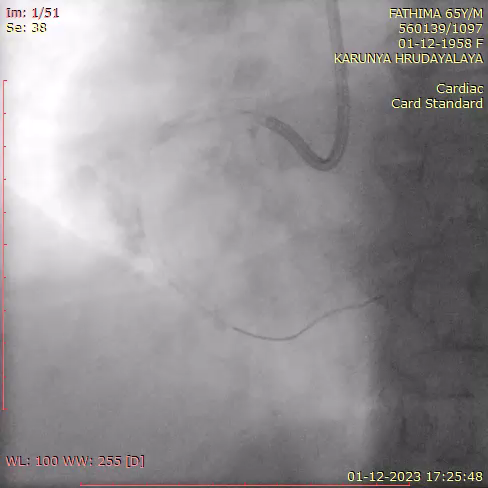 Im: 1/51
Se: 38
FATHIMA 65Y/M
560139/1097
01-12-1958 F
KARUNYA HRUDAYALAYA
Cardiac
Card Standard
WL: 100 WW: 255 [D]
01-12-2023 17:25:48